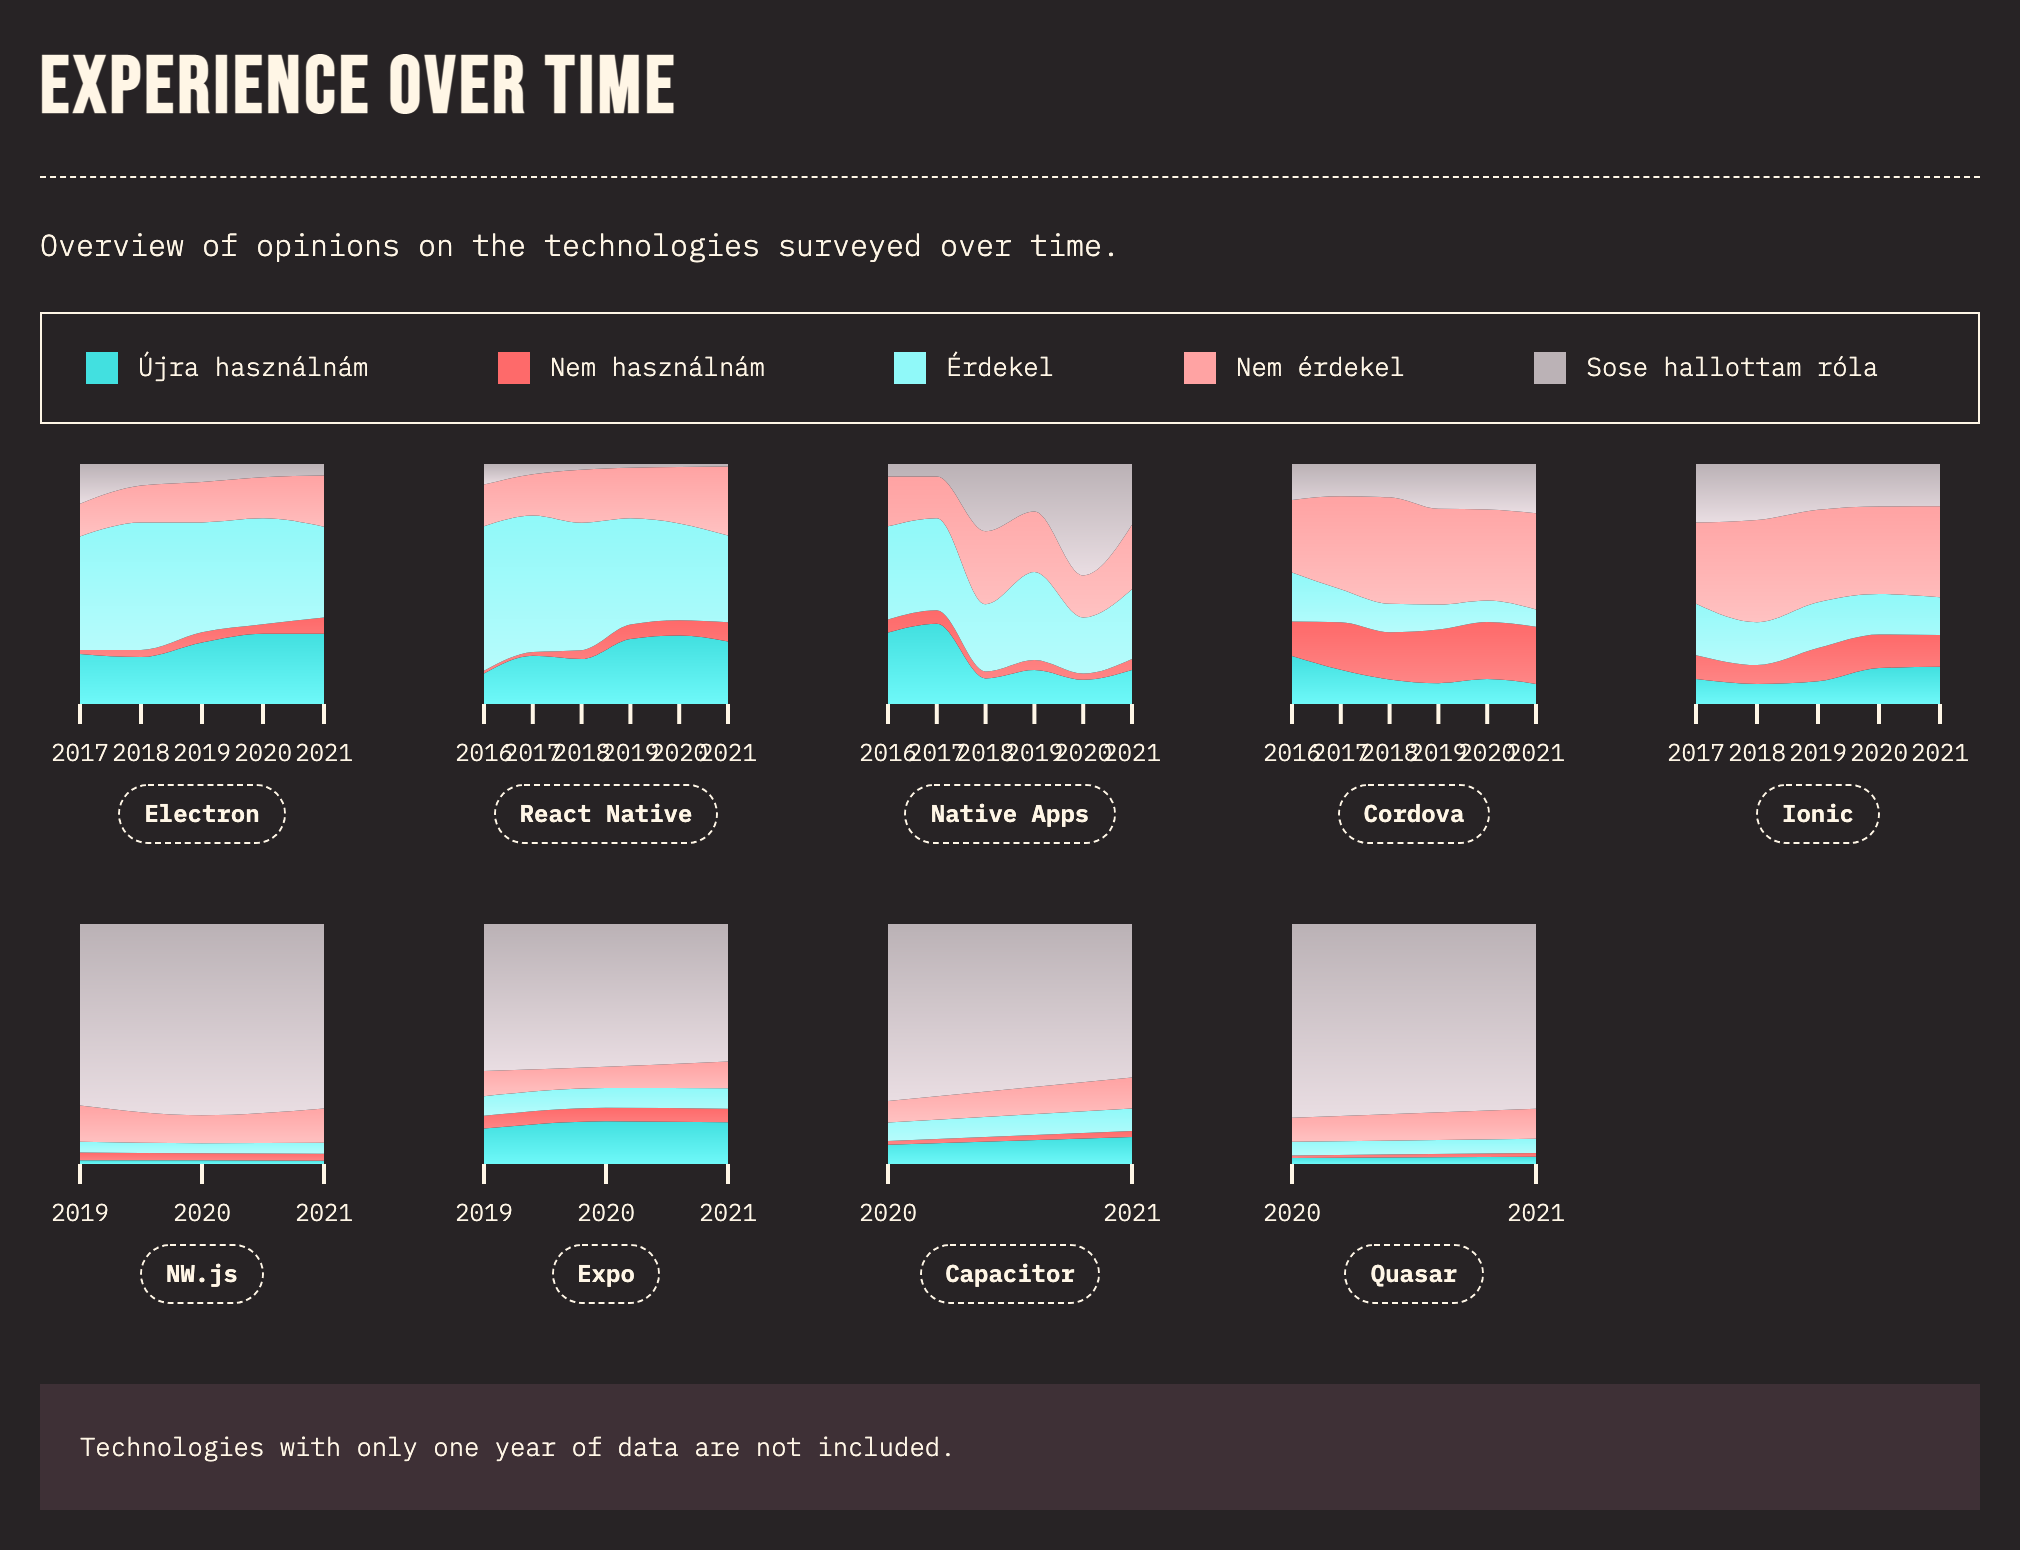 EXPERIENCE OVER TIME
Overview of opinions on the technologies surveyed over time.
Újra használnám Nem használnám Érdekel Nem érdekel Sose hallottam róla
2017 2018 2019 2020 2021 2016 2017 2018 2019 2020 2021 2016 2017 2018 2019 2020 2021 2016 2017 2018 2019 2020 2021 2017 2018 2019 2020 2021
Electron React Native Native Apps Cordova Ionic
2019 2020 2021 2019 2020 2021 2020 2021 2020 2021
NW.js Expo Capacitor Quasar
Technologies with only one year of data are not included.